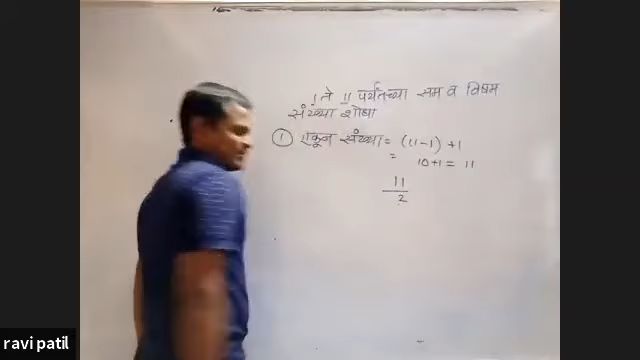 1 ते 11 पर्यंतच्या सम व विषम
संख्या शोधा
① एकून संख्या = (11-1) +1
= 10+1 = 11
11
2
ravi patil